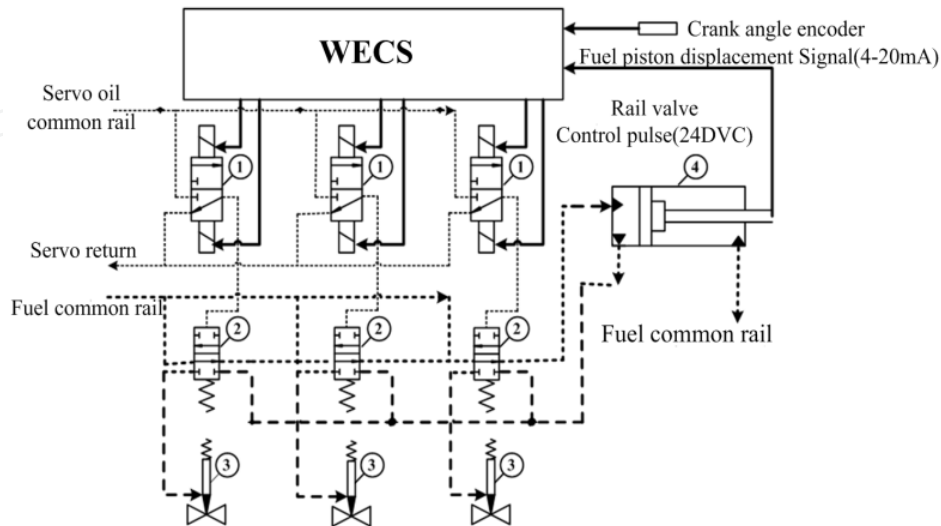 WECS
Crank angle encoder
Fuel piston displacement Signal(4-20mA)
Servo oil
common rail
Rail valve
Control pulse(24DVC)
1
1
1
4
Servo return
Fuel common rail
Fuel common rail
2
2
2
3
3
3